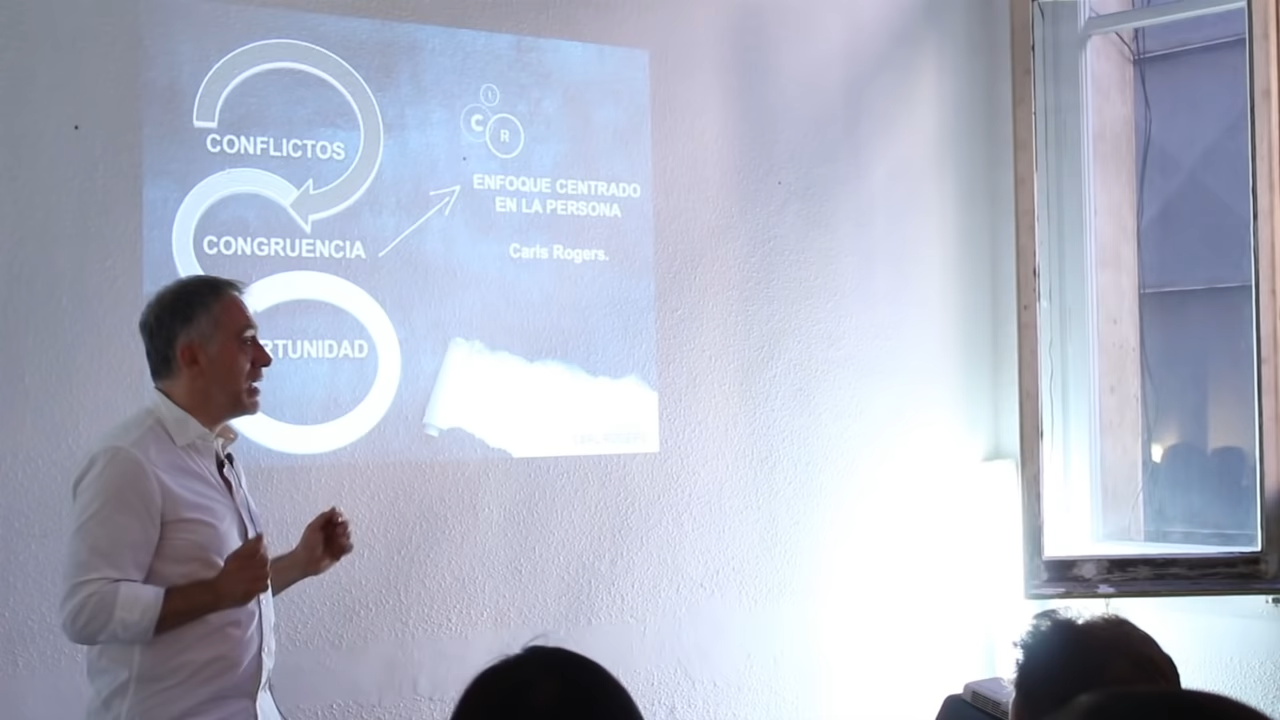 CONFLICTOS
CONGRUENCIA
RTUNIDAD
A
C
R
ENFOQUE CENTRADO
EN LA PERSONA
Carls Rogers.